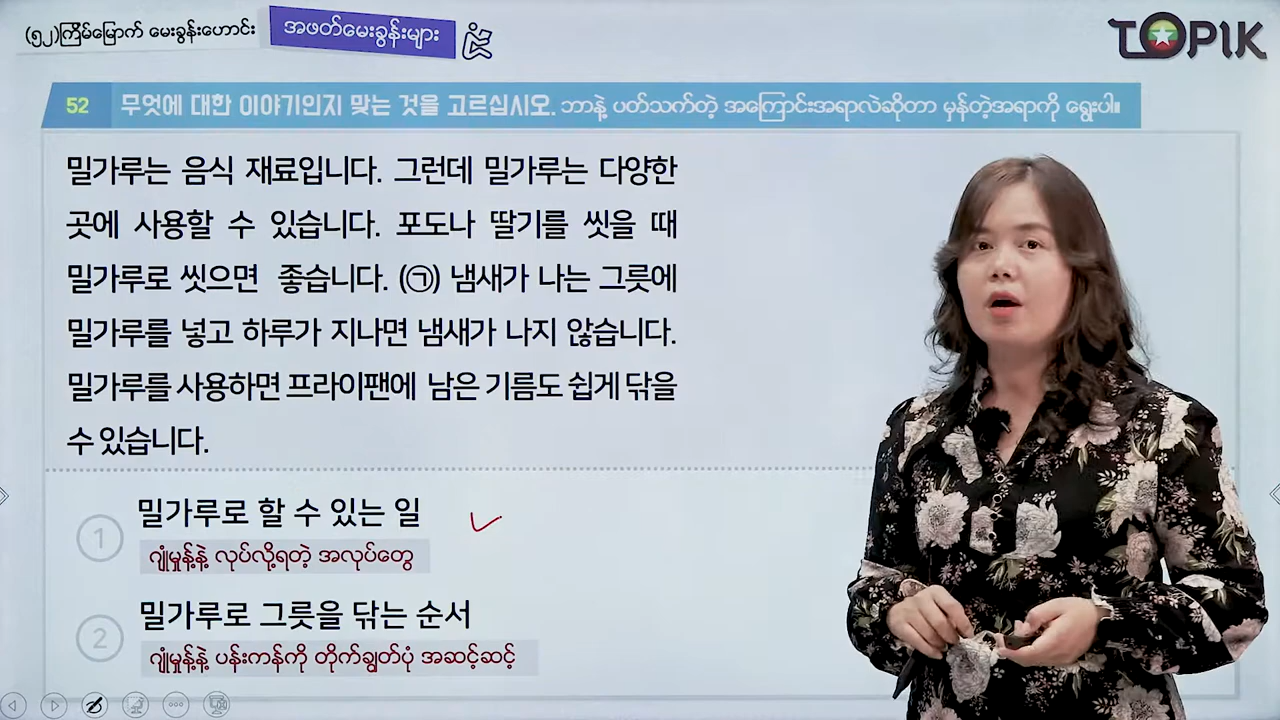 (၅၂)ကြိမ်မြောက် မေးခွန်းဟောင်း
အဖတ်မေးခွန်းများ
TOPIK
52 무엇에 대한 이야기인지 맞는 것을 고르십시오. ဘာနဲ့ ပတ်သက်တဲ့ အကြောင်းအရာလဲဆိုတာ မှန်တဲ့အရာကို ရွေးပါ။
밀가루는 음식 재료입니다. 그런데 밀가루는 다양한
곳에 사용할 수 있습니다. 포도나 딸기를 씻을 때
밀가루로 씻으면 좋습니다. (㉠) 냄새가 나는 그릇에
밀가루를 넣고 하루가 지나면 냄새가 나지 않습니다.
밀가루를 사용하면 프라이팬에 남은 기름도 쉽게 닦을
수 있습니다.
1 밀가루로 할 수 있는 일
ဂျုံမှုန့်နဲ့ လုပ်လို့ရတဲ့ အလုပ်တွေ
2 밀가루로 그릇을 닦는 순서
ဂျုံမှုန့်နဲ့ ပန်းကန်ကို တိုက်ချွတ်ပုံ အဆင့်ဆင့်